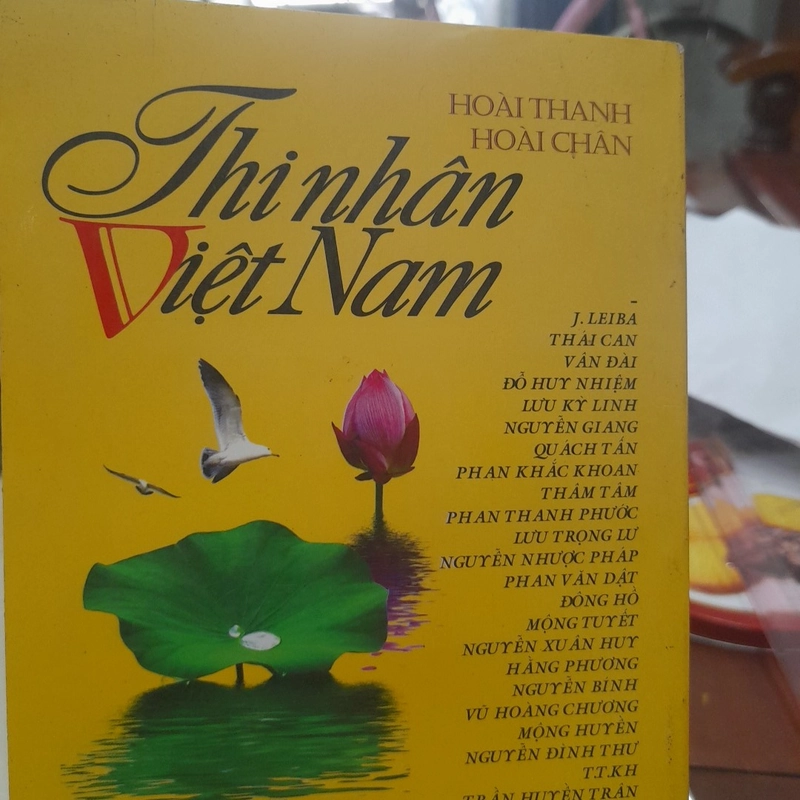 HOÀI THANH
HOÀI CHÂN
Thi nhân
Việt Nam
J. LEIBA
THÁI CAN
VÂN ĐÀI
ĐỖ HUY NHIỆM
LƯU KỲ LINH
NGUYỄN GIANG
QUÁCH TẤN
PHAN KHẮC KHOAN
THÂM TÂM
PHAN THANH PHƯỚC
LƯU TRỌNG LƯ
NGUYỄN NHƯỢC PHÁP
PHAN VĂN DẬT
ĐÔNG HỒ
MỘNG TUYẾT
NGUYỄN XUÂN HUY
HẰNG PHƯƠNG
NGUYỄN BÍNH
VŨ HOÀNG CHƯƠNG
MỘNG HUYỀN
NGUYỄN ĐÌNH THƯ
T.T.KH
TRẦN HUYỀN TRÂN